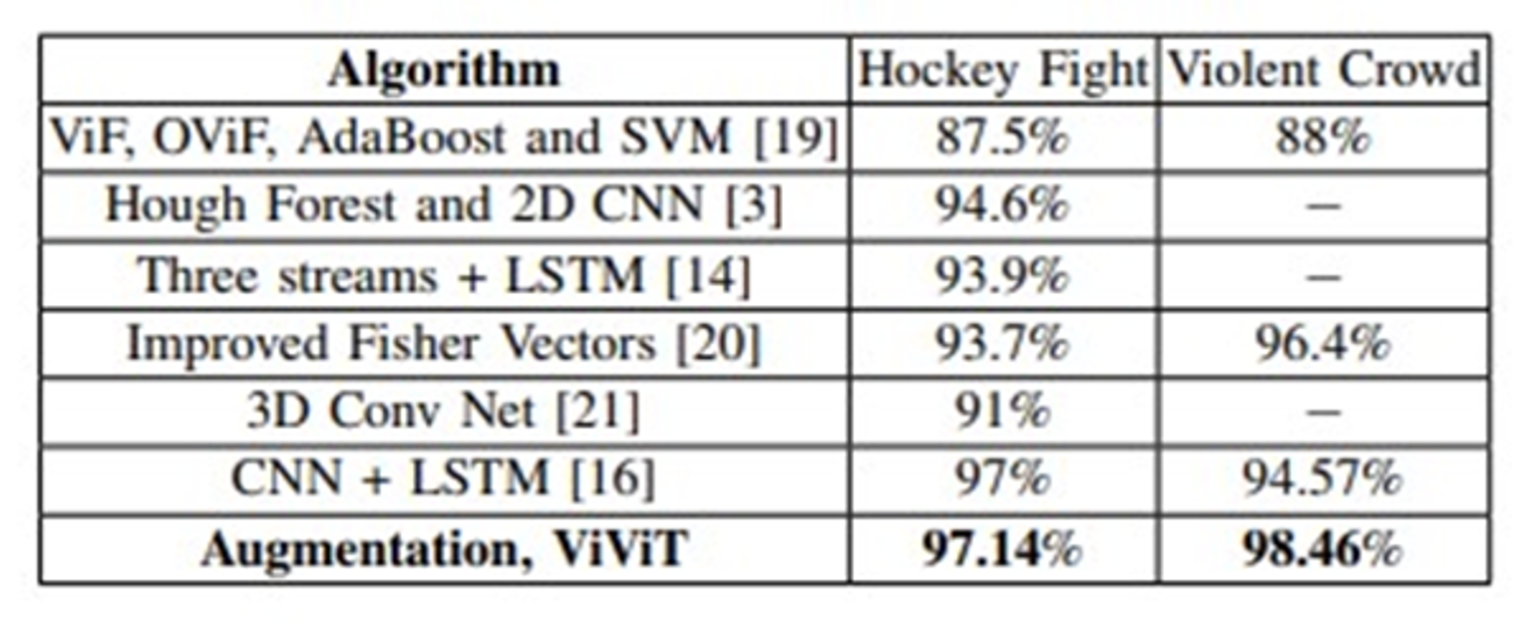 Algorithm Hockey Fight Violent Crowd
ViF, OViF, AdaBoost and SVM [19] 87.5% 88%
Hough Forest and 2D CNN [3] 94.6% —
Three streams + LSTM [14] 93.9% —
Improved Fisher Vectors [20] 93.7% 96.4%
3D Conv Net [21] 91% —
CNN + LSTM [16] 97% 94.57%
Augmentation, ViViT 97.14% 98.46%